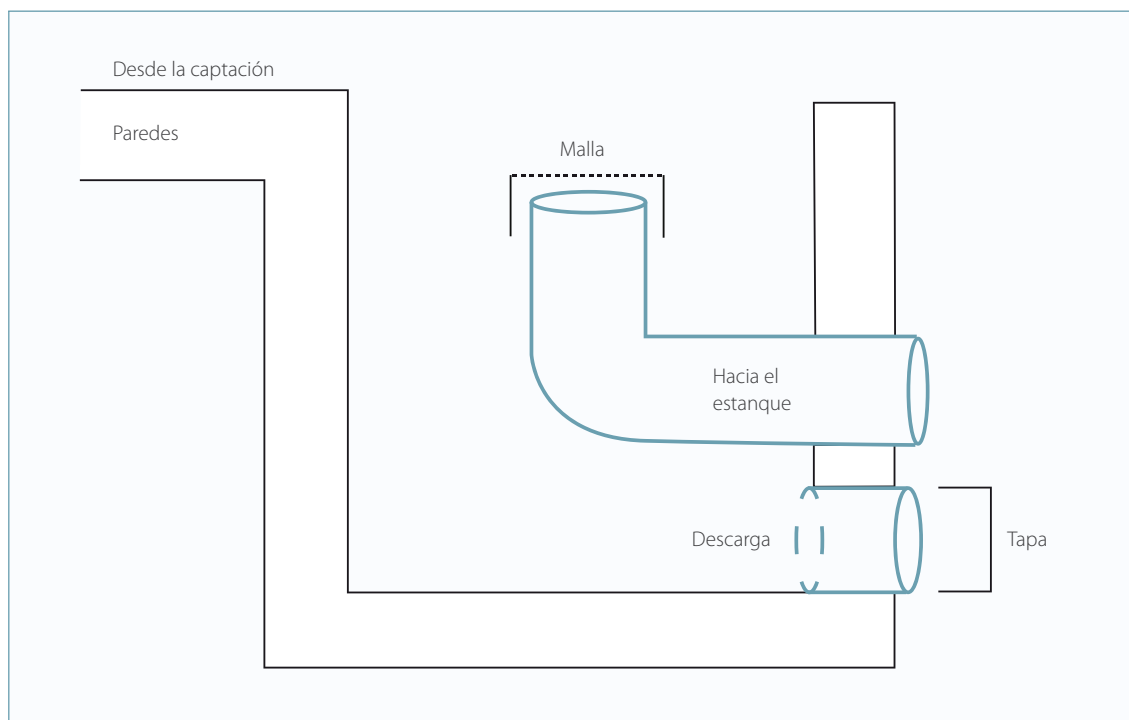 Desde la captación
Paredes
Malla
Hacia el
estanque
Descarga
Tapa